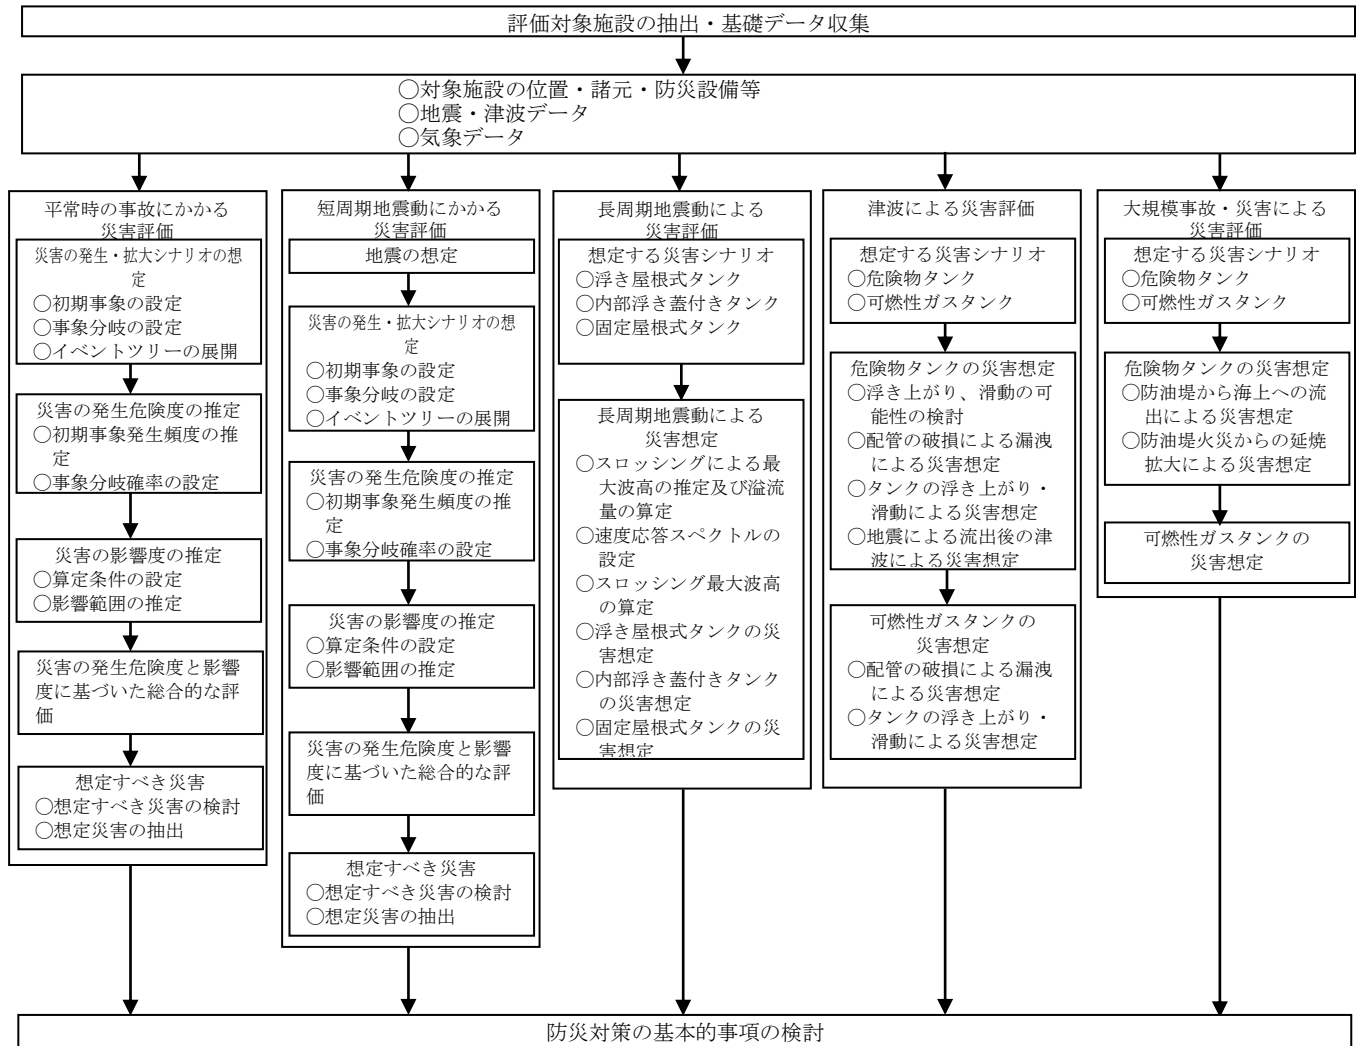 評価対象施設の抽出・基礎データ収集
○対象施設の位置・諸元・防災設備等
○地震・津波データ
○気象データ
平常時の事故にかかる
災害評価
災害の発生・拡大シナリオの想
定
○初期事象の設定
○事象分岐の設定
○イベントツリーの展開
災害の発生危険度の推定
○初期事象発生頻度の推
定
○事象分岐確率の設定
災害の影響度の推定
○算定条件の設定
○影響範囲の推定
災害の発生危険度と影響
度に基づいた総合的な評
価
想定すべき災害
○想定すべき災害の検討
○想定災害の抽出
短周期地震動にかかる
災害評価
地震の想定
災害の発生・拡大シナリオの想
定
○初期事象の設定
○事象分岐の設定
○イベントツリーの展開
災害の発生危険度の推定
○初期事象発生頻度の推
定
○事象分岐確率の設定
災害の影響度の推定
○算定条件の設定
○影響範囲の推定
災害の発生危険度と影響
度に基づいた総合的な評
価
想定すべき災害
○想定すべき災害の検討
○想定災害の抽出
長周期地震動による
災害評価
想定する災害シナリオ
○浮き屋根式タンク
○内部浮き蓋付きタンク
○固定屋根式タンク
長周期地震動による
災害想定
○スロッシングによる最
大波高の推定及び溢流
量の算定
○速度応答スペクトルの
設定
○スロッシング最大波高
の算定
○浮き屋根式タンクの災
害想定
○内部浮き蓋付きタンク
の災害想定
○固定屋根式タンクの災
害想定
津波による災害評価
想定する災害シナリオ
○危険物タンク
○可燃性ガスタンク
危険物タンクの災害想定
○浮き上がり、滑動の可
能性の検討
○配管の破損による漏洩
による災害想定
○タンクの浮き上がり・
滑動による災害想定
○地震による流出後の津
波による災害想定
可燃性ガスタンクの
災害想定
○配管の破損による漏洩
による災害想定
○タンクの浮き上がり・
滑動による災害想定
大規模事故・災害による
災害評価
想定する災害シナリオ
○危険物タンク
○可燃性ガスタンク
危険物タンクの災害想定
○防油堤から海上への流
出による災害想定
○防油堤火災からの延焼
拡大による災害想定
可燃性ガスタンクの
災害想定
防災対策の基本的事項の検討